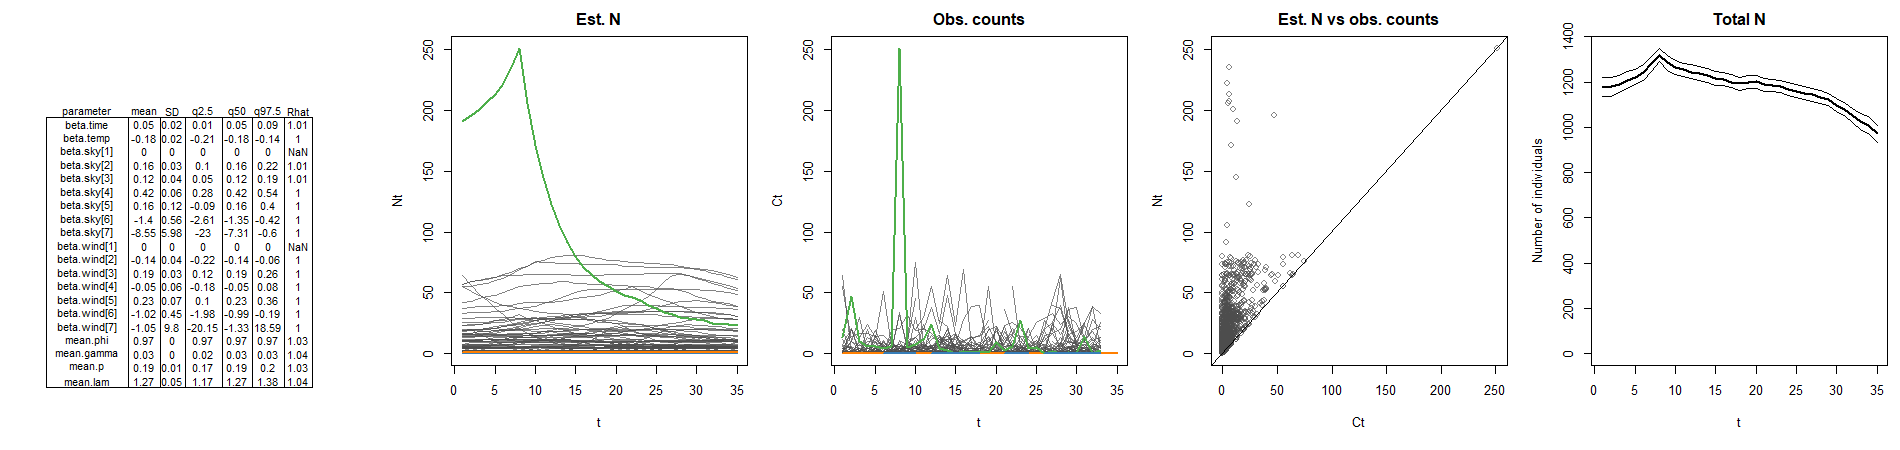 parameter mean SD q2.5 q50 q97.5 Rhat
beta.time 0.05 0.02 0.01 0.05 0.09 1.01
beta.temp -0.18 0.02 -0.21 -0.18 -0.14 1
beta.sky[1] 0 0 0 0 0 NaN
beta.sky[2] 0.16 0.03 0.1 0.16 0.22 1.01
beta.sky[3] 0.12 0.04 0.05 0.12 0.19 1.01
beta.sky[4] 0.42 0.06 0.28 0.42 0.54 1
beta.sky[5] 0.16 0.12 -0.09 0.16 0.4 1
beta.sky[6] -1.4 0.56 -2.61 -1.35 -0.42 1
beta.sky[7] -8.55 5.98 -23 -7.31 -0.6 1
beta.wind[1] 0 0 0 0 0 NaN
beta.wind[2] -0.14 0.04 -0.22 -0.14 -0.06 1
beta.wind[3] 0.19 0.03 0.12 0.19 0.26 1
beta.wind[4] -0.05 0.06 -0.18 -0.05 0.08 1
beta.wind[5] 0.23 0.07 0.1 0.23 0.36 1
beta.wind[6] -1.02 0.45 -1.98 -0.99 -0.19 1
beta.wind[7] -1.05 9.8 -20.15 -1.33 18.59 1
mean.phi 0.97 0 0.97 0.97 0.97 1.03
mean.gamma 0.03 0 0.02 0.03 0.03 1.04
mean.p 0.19 0.01 0.17 0.19 0.2 1.03
mean.lam 1.27 0.05 1.17 1.27 1.38 1.04
Est. N
Nt
250
200
150
100
50
0
0 5 10 15 20 25 30 35
t
Obs. counts
Ct
250
200
150
100
50
0
0 5 10 15 20 25 30 35
t
Est. N vs obs. counts
Nt
250
200
150
100
50
0
0 50 100 150 200 250
Ct
Total N
Number of individuals
1400
1200
1000
800
600
400
200
0
0 5 10 15 20 25 30 35
t